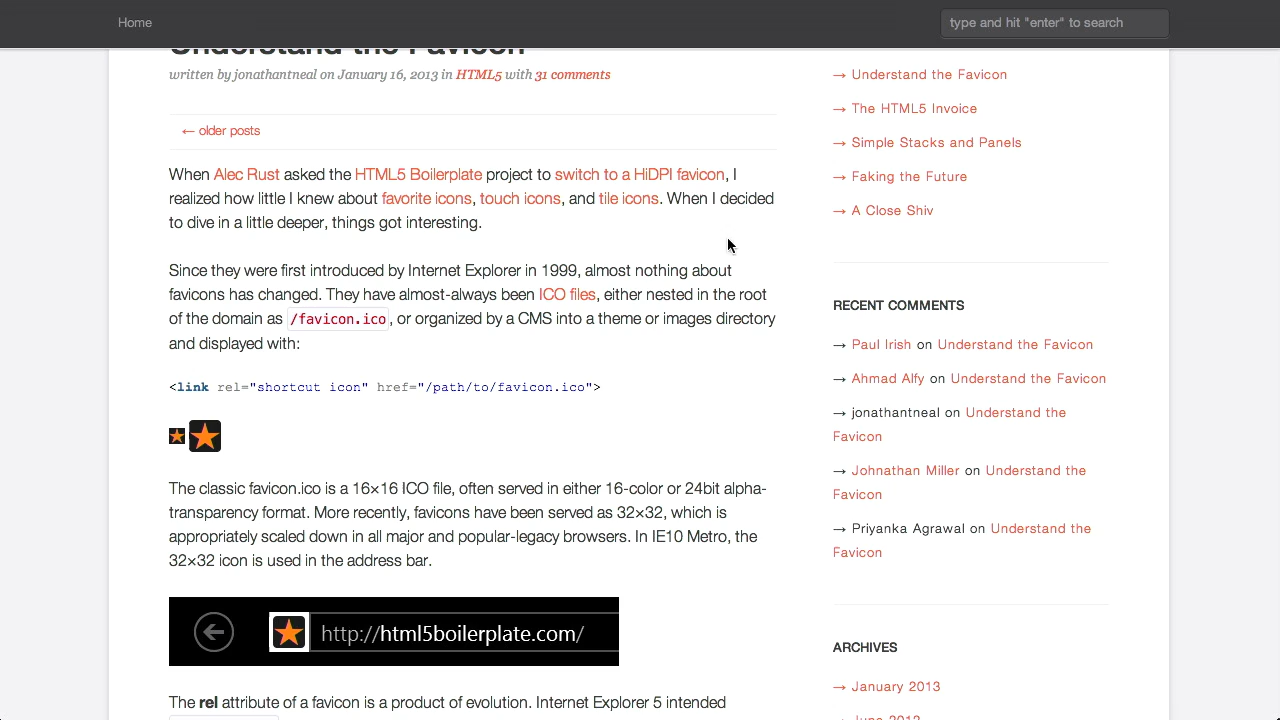 Home
type and hit "enter" to search
Understand the Favicon
written by jonathantneal on January 16, 2013 in HTML5 with 31 comments
← older posts
When Alec Rust asked the HTML5 Boilerplate project to switch to a HiDPI favicon, I
realized how little I knew about favorite icons, touch icons, and tile icons. When I decided
to dive in a little deeper, things got interesting.
Since they were first introduced by Internet Explorer in 1999, almost nothing about
favicons has changed. They have almost-always been ICO files, either nested in the root
of the domain as /favicon.ico, or organized by a CMS into a theme or images directory
and displayed with:
<link rel="shortcut icon" href="/path/to/favicon.ico">
The classic favicon.ico is a 16×16 ICO file, often served in either 16-color or 24bit alpha-
transparency format. More recently, favicons have been served as 32×32, which is
appropriately scaled down in all major and popular-legacy browsers. In IE10 Metro, the
32×32 icon is used in the address bar.
http://html5boilerplate.com/
The rel attribute of a favicon is a product of evolution. Internet Explorer 5 intended
→ Understand the Favicon
→ The HTML5 Invoice
→ Simple Stacks and Panels
→ Faking the Future
→ A Close Shiv
RECENT COMMENTS
→ Paul Irish on Understand the Favicon
→ Ahmad Alfy on Understand the Favicon
→ jonathantneal on Understand the
Favicon
→ Johnathan Miller on Understand the
Favicon
→ Priyanka Agrawal on Understand the
Favicon
ARCHIVES
→ January 2013
→ June 2012